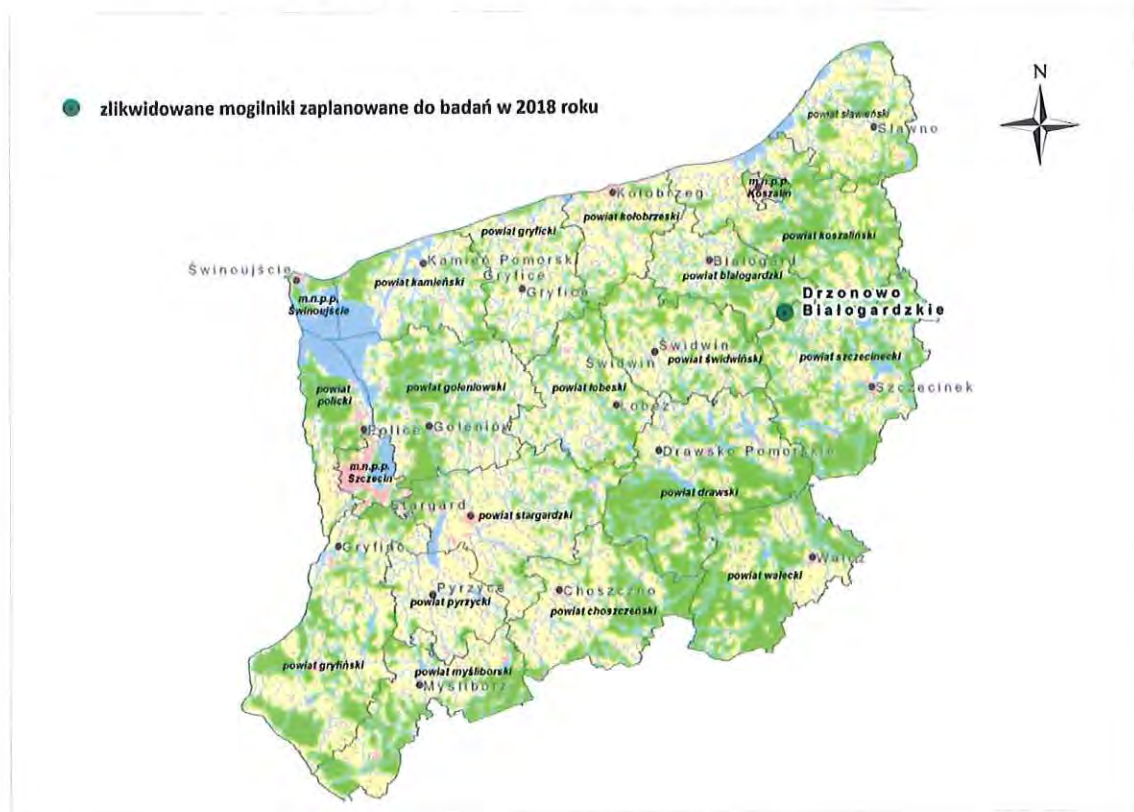 N
zlikwidowane mogilniki zaplanowane do badań w 2018 roku
powiat sławieński
Sławno
m.n.p.p.
Koszalin
Kołobrzeg
powiat kołobrzeski
powiat gryficki
powiat koszaliński
Kamień Pomorski
powiat kamieński
Gryfice
Gryfice
Białogard
powiat białogardzki
Świnoujście
m.n.p.p.
Świnoujście
Drzonowo
Białogardzkie
Świdwin
powiat świdwiński
Świdwin
powiat szczecinecki
Szczecinek
powiat
policki
powiat goleniowski
powiat łobeski
Łobez
Police
Goleniów
Drawsko Pomorskie
m.n.p.p.
Szczecin
powiat drawski
Stargard
powiat stargardzki
Gryfino
Wałcz
powiat wałecki
Pyrzyce
powiat pyrzycki
Choszczno
powiat choszczeński
powiat gryfiński
powiat myśliborski
Myślibórz